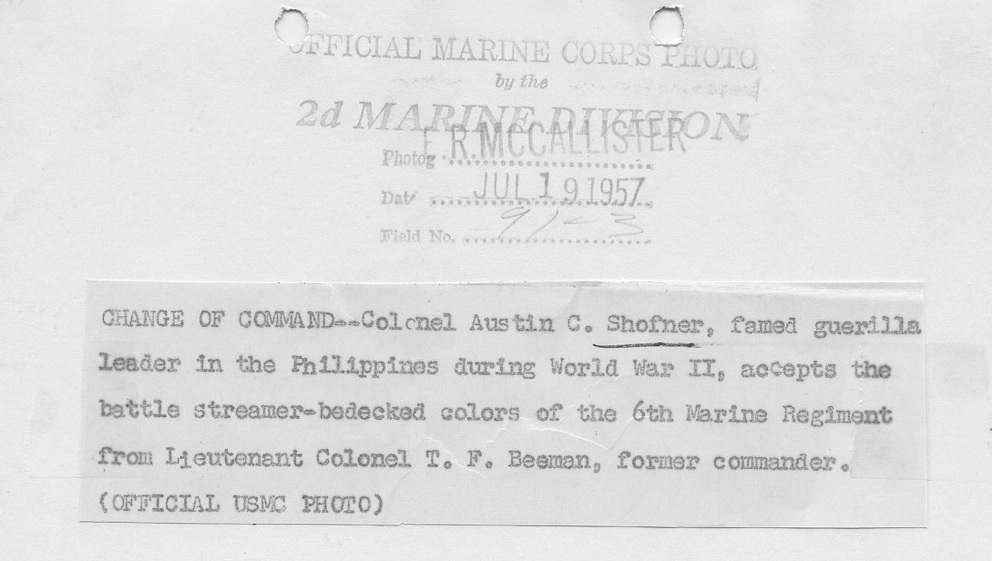 OFFICIAL MARINE CORPS PHOTO
by the
2d MARINE DIVISION
Photog R. MCCALLISTER
Date JUL 19 1957
Field No. 91-3
CHANGE OF COMMAND--Colonel Austin C. Shofner, famed guerilla
leader in the Philippines during World War II, accepts the
battle streamer-bedecked colors of the 6th Marine Regiment
from Lieutenant Colonel T. F. Beeman, former commander.
(OFFICIAL USMC PHOTO)